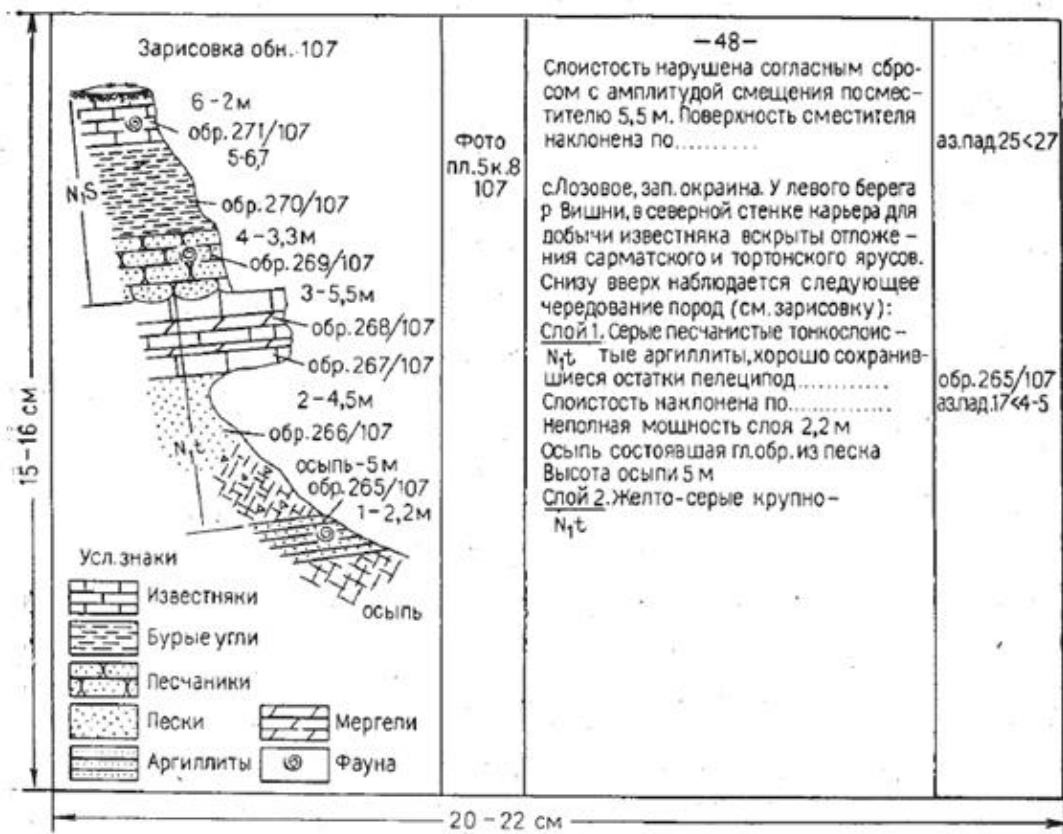 Зарисовка обн. 107
6-2м
обр. 271/107
5-6,7
N₁S
обр. 270/107
4-3,3м
обр. 269/107
3-5,5м
обр. 268/107
обр. 267/107
2-4,5м
обр. 266/107
N₁t
осыпь-5м
обр. 265/107
1-2,2м
осыпь
Усл. знаки
Известняки
Бурые угли
Песчаники
Пески
Мергели
Аргиллиты
Фауна
15-16 см
20-22 см
Фото
пл.5к.8
107
-48-
Слоистость нарушена согласным сбро-
сом с амплитудой смещения посмес-
тителю 5,5 м. Поверхность сместителя
наклонена по..........
аз.пад.25<27
с.Лозовое, зап. окраина. У левого берега
р Вишни, в северной стенке карьера для
добычи известняка вскрыты отложе-
ния сарматского и тортонского ярусов.
Снизу вверх наблюдается следующее
чередование пород (см. зарисовку):
Слой 1. Серые песчанистые тонкослоис-
N₁t тые аргиллиты, хорошо сохранив-
шиеся остатки пелеципод............
обр. 265/107
Слоистость наклонена по..............
аз.пад.17<4-5
Неполная мощность слоя 2,2 м
Осыпь состоявшая гл.обр. из песка
Высота осыпи 5 м
Слой 2. Желто-серые крупно-
N₁t